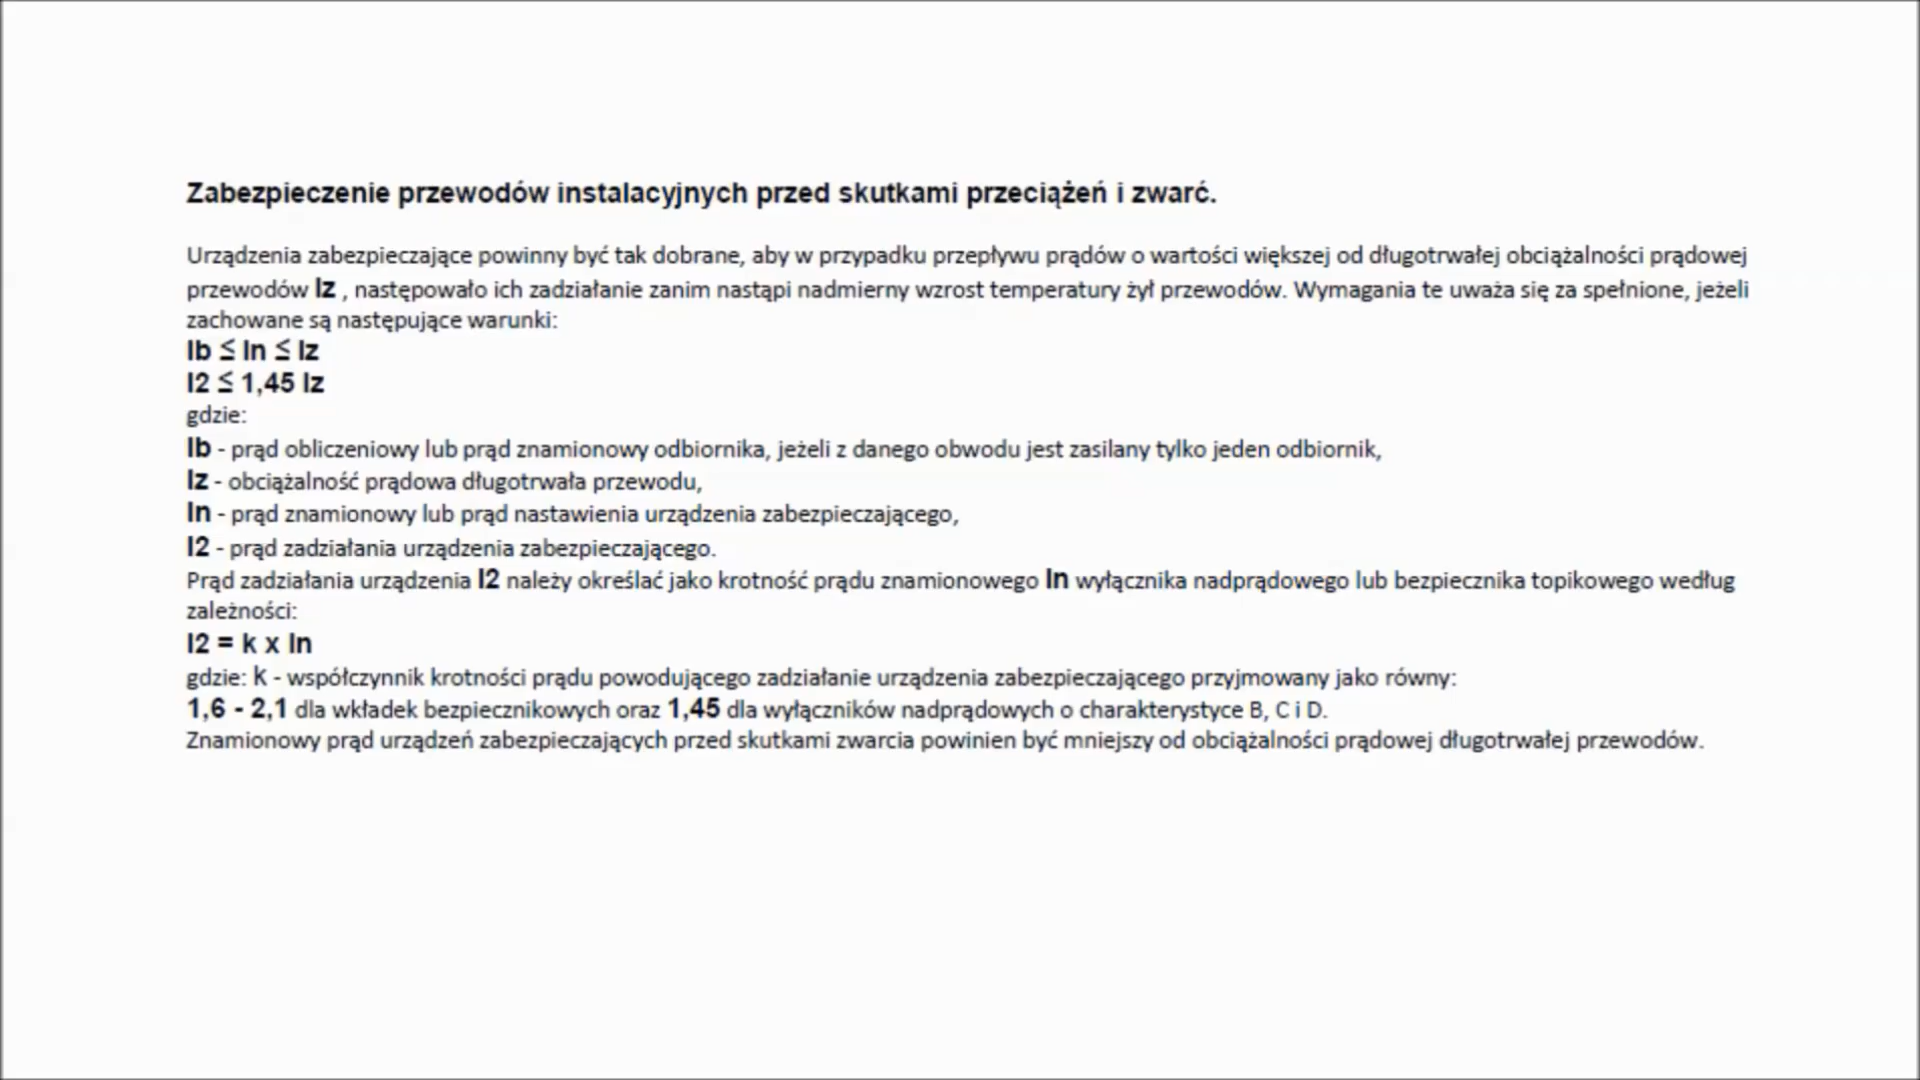 Zabezpieczenie przewodów instalacyjnych przed skutkami przeciążeń i zwarć.
Urządzenia zabezpieczające powinny być tak dobrane, aby w przypadku przepływu prądów o wartości większej od długotrwałej obciążalności prądowej
przewodów Iz , następowało ich zadziałanie zanim nastąpi nadmierny wzrost temperatury żył przewodów. Wymagania te uważa się za spełnione, jeżeli
zachowane są następujące warunki:
Ib ≤ In ≤ Iz
I2 ≤ 1,45 Iz
gdzie:
Ib - prąd obliczeniowy lub prąd znamionowy odbiornika, jeżeli z danego obwodu jest zasilany tylko jeden odbiornik,
Iz - obciążalność prądowa długotrwała przewodu,
In - prąd znamionowy lub prąd nastawienia urządzenia zabezpieczającego,
I2 - prąd zadziałania urządzenia zabezpieczającego.
Prąd zadziałania urządzenia I2 należy określać jako krotność prądu znamionowego In wyłącznika nadprądowego lub bezpiecznika topikowego według
zależności:
I2 = k x In
gdzie: k - współczynnik krotności prądu powodującego zadziałanie urządzenia zabezpieczającego przyjmowany jako równy:
1,6 - 2,1 dla wkładek bezpiecznikowych oraz 1,45 dla wyłączników nadprądowych o charakterystyce B, C i D.
Znamionowy prąd urządzeń zabezpieczających przed skutkami zwarcia powinien być mniejszy od obciążalności prądowej długotrwałej przewodów.